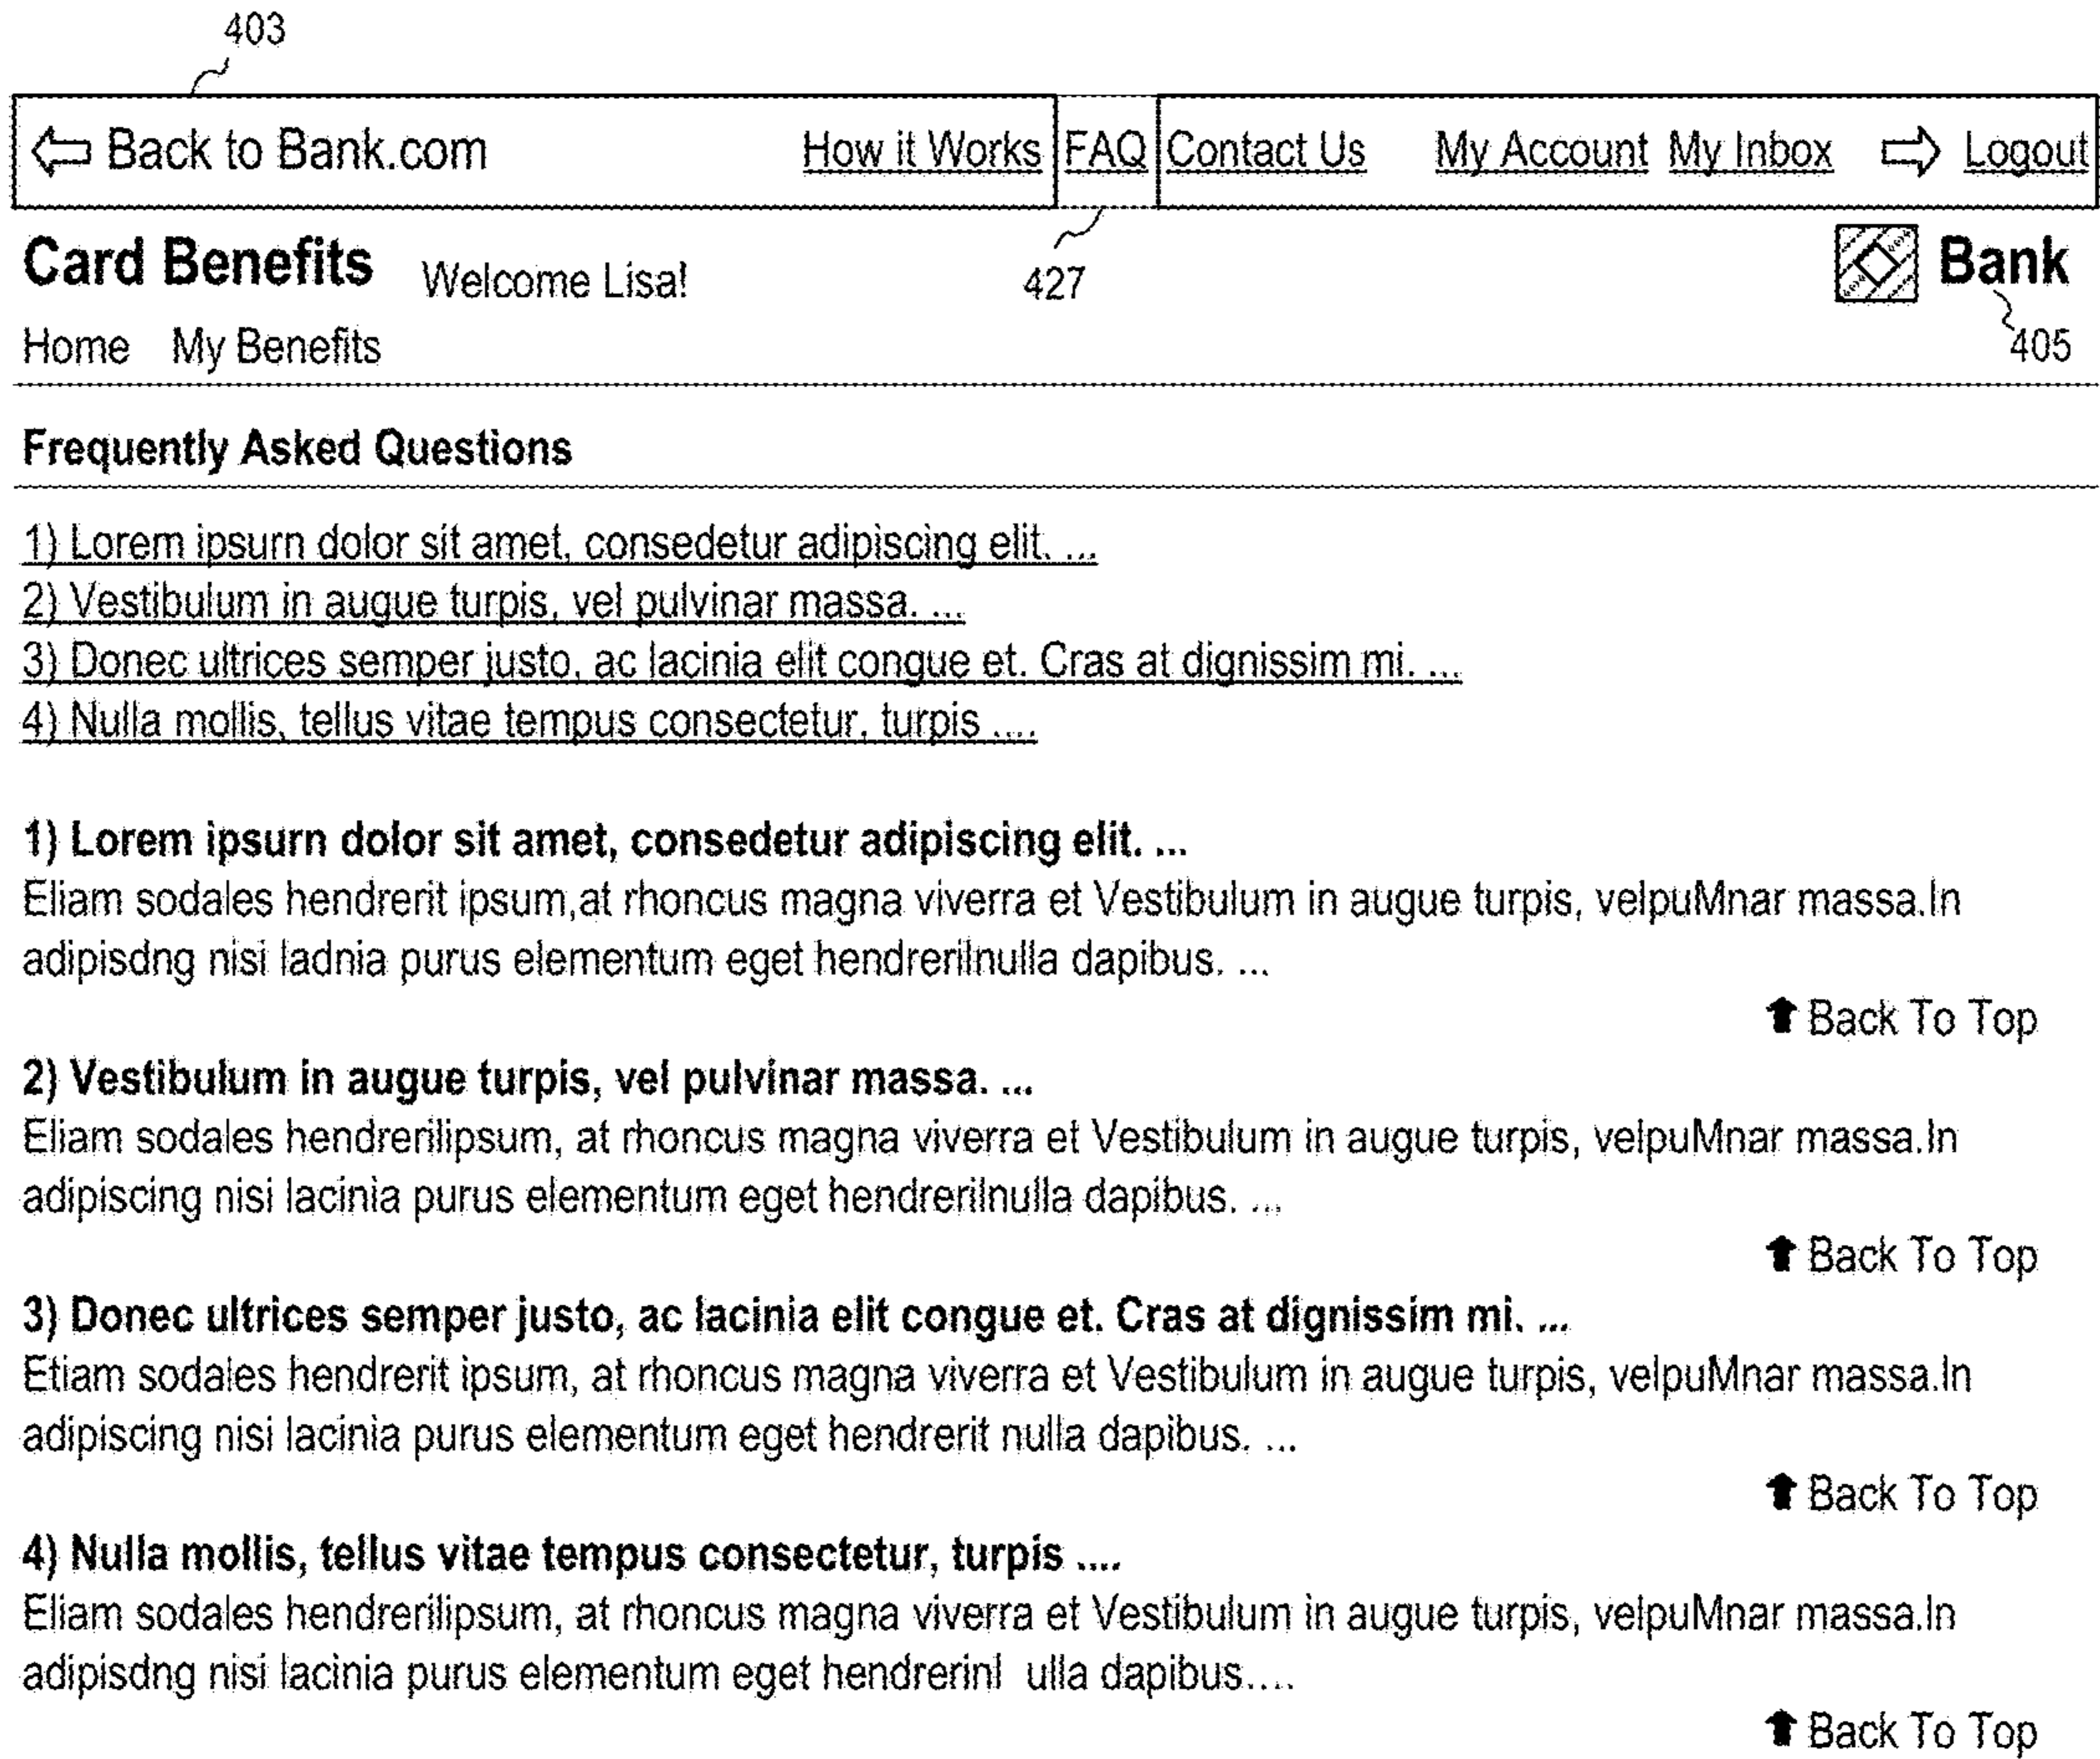 403
Back to Bank.com How it Works FAQ Contact Us My Account My Inbox Logout
Card Benefits Welcome Lisa! 427 Bank
Home My Benefits 405
Frequently Asked Questions
1) Lorem ipsurn dolor sit amet, consedetur adipiscing elit. ...
2) Vestibulum in augue turpis, vel pulvinar massa. ...
3) Donec ultrices semper justo, ac lacinia elit congue et. Cras at dignissim mi. ...
4) Nulla mollis, tellus vitae tempus consectetur, turpis ....
1) Lorem ipsurn dolor sit amet, consedetur adipiscing elit. ...
Eliam sodales hendrerit ipsum,at rhoncus magna viverra et Vestibulum in augue turpis, velpuMnar massa.In
adipisdng nisi ladnia purus elementum eget hendrerilnulla dapibus. ...
Back To Top
2) Vestibulum in augue turpis, vel pulvinar massa. ...
Eliam sodales hendrerilipsum, at rhoncus magna viverra et Vestibulum in augue turpis, velpuMnar massa.In
adipiscing nisi lacinia purus elementum eget hendrerilnulla dapibus. ...
Back To Top
3) Donec ultrices semper justo, ac lacinia elit congue et. Cras at dignissim mi. ...
Etiam sodales hendrerit ipsum, at rhoncus magna viverra et Vestibulum in augue turpis, velpuMnar massa.In
adipiscing nisi lacinia purus elementum eget hendrerit nulla dapibus. ...
Back To Top
4) Nulla mollis, tellus vitae tempus consectetur, turpis ....
Eliam sodales hendrerilipsum, at rhoncus magna viverra et Vestibulum in augue turpis, velpuMnar massa.In
adipisdng nisi lacinia purus elementum eget hendrerinl ulla dapibus....
Back To Top